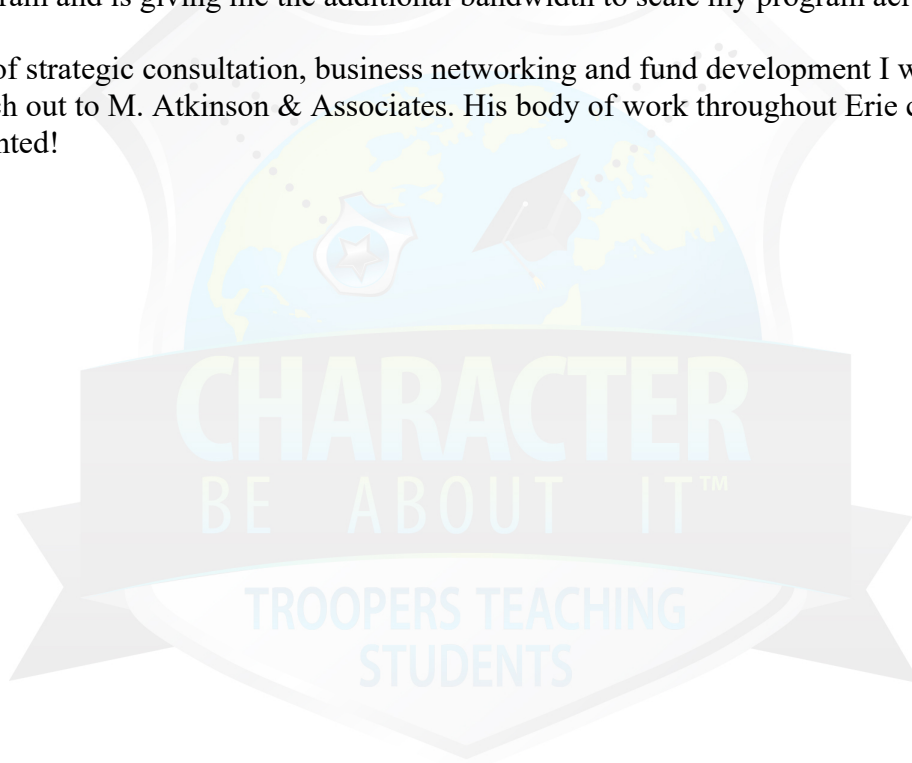 and is giving me the additional bandwidth to scale my program
of strategic consultation, business networking and fund development I
out to M. Atkinson & Associates. His body of work throughout Erie
CHARACTER
BE ABOUT IT™
TROOPERS TEACHING
STUDENTS